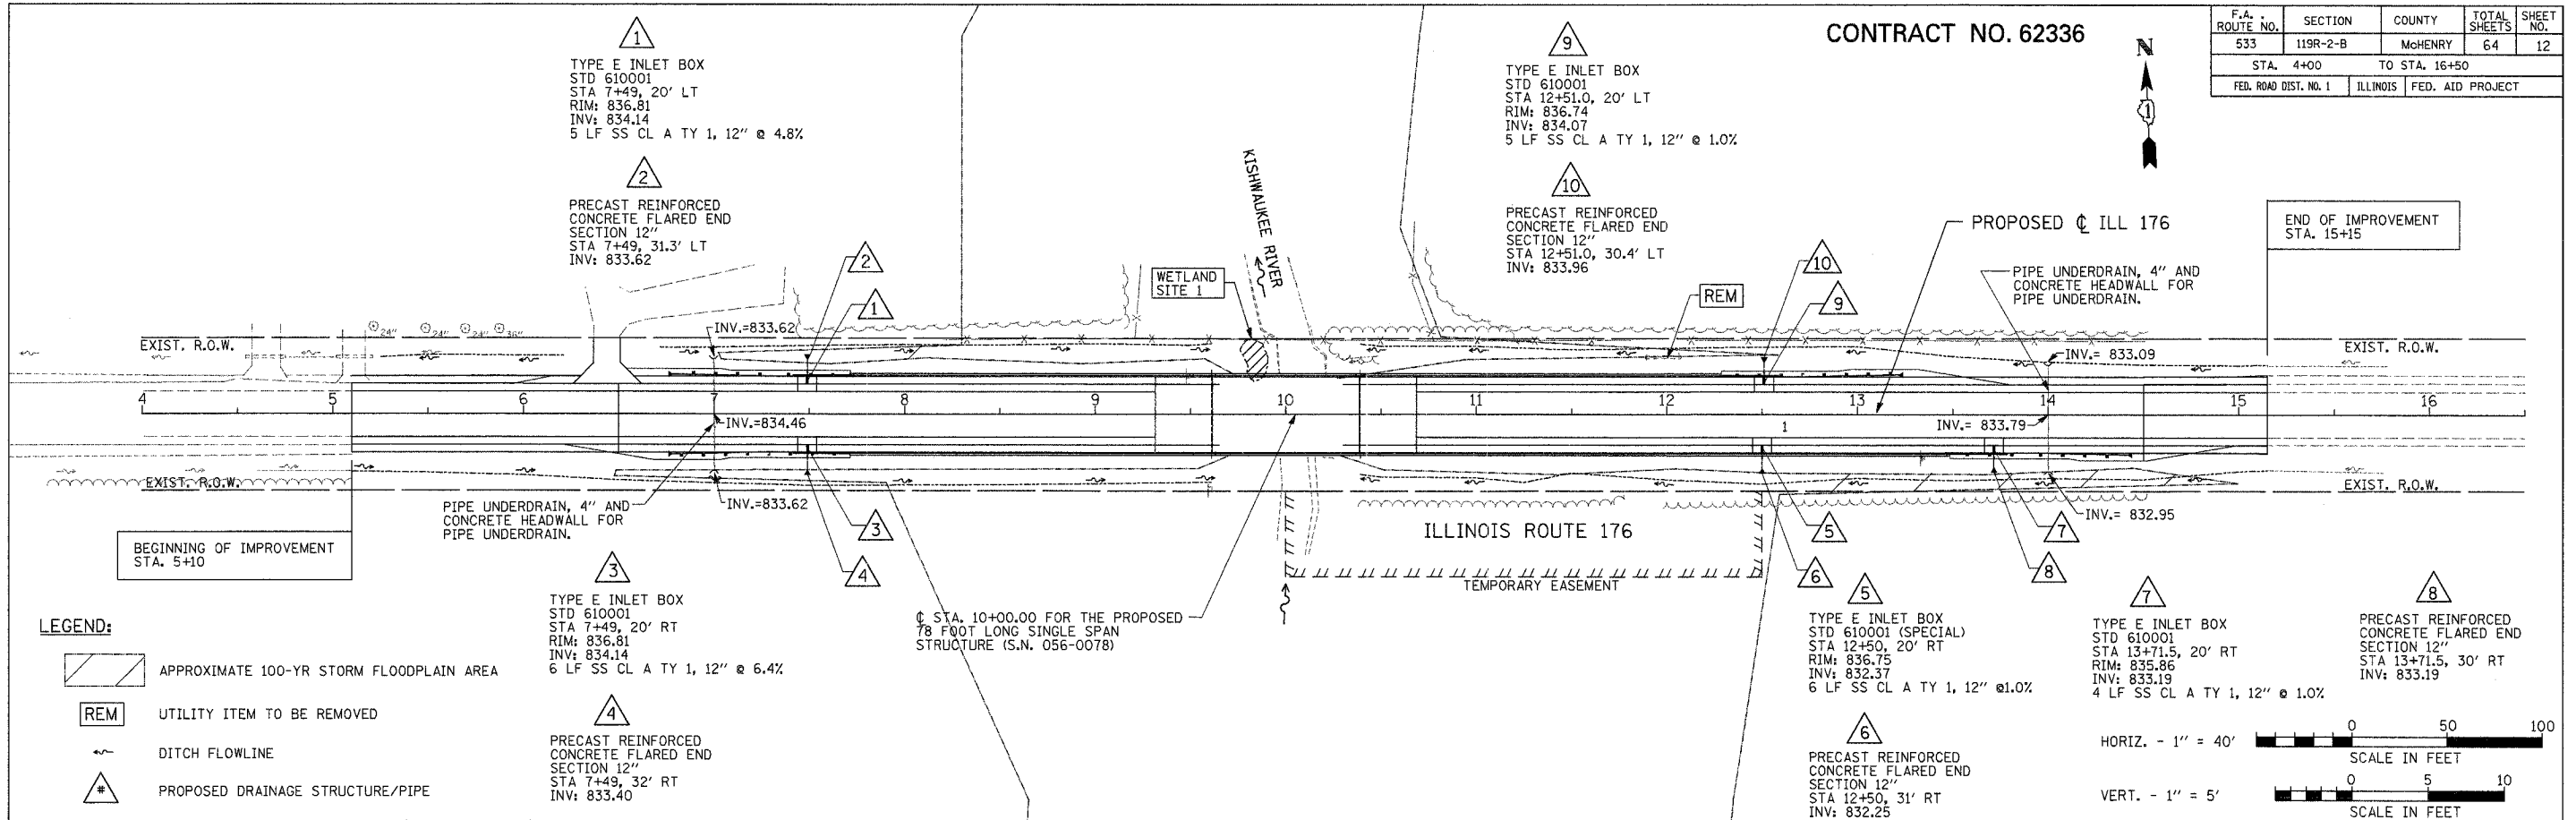 CONTRACT NO. 62336
F.A. ROUTE NO.
SECTION
COUNTY
TOTAL SHEETS
SHEET NO.
533
119R-2-B
McHENRY
64
12
STA. 4+00 TO STA. 16+50
FED. ROAD DIST. NO. 1
ILLINOIS
FED. AID PROJECT
N
1
1
TYPE E INLET BOX
STD 610001
STA 7+49, 20' LT
RIM: 836.81
INV: 834.14
5 LF SS CL A TY 1, 12" @ 4.8%
2
PRECAST REINFORCED
CONCRETE FLARED END
SECTION 12"
STA 7+49, 31.3' LT
INV: 833.62
9
TYPE E INLET BOX
STD 610001
STA 12+51.0, 20' LT
RIM: 836.74
INV: 834.07
5 LF SS CL A TY 1, 12" @ 1.0%
10
PRECAST REINFORCED
CONCRETE FLARED END
SECTION 12"
STA 12+51.0, 30.4' LT
INV: 833.96
KISHWAUKEE RIVER
WETLAND
SITE 1
PROPOSED ℄ ILL 176
END OF IMPROVEMENT
STA. 15+15
PIPE UNDERDRAIN, 4" AND
CONCRETE HEADWALL FOR
PIPE UNDERDRAIN.
REM
2
1
10
9
24"
24"
24"
36"
INV.=833.62
EXIST. R.O.W.
INV.= 833.09
EXIST. R.O.W.
4 5 6 7 8 9 10 11 12 13 14 15 16
INV.=834.46
1
INV.= 833.79
EXIST. R.O.W.
EXIST. R.O.W.
INV.=833.62
INV.= 832.95
PIPE UNDERDRAIN, 4" AND
CONCRETE HEADWALL FOR
PIPE UNDERDRAIN.
3
4
5
6
7
8
ILLINOIS ROUTE 176
TEMPORARY EASEMENT
BEGINNING OF IMPROVEMENT
STA. 5+10
℄ STA. 10+00.00 FOR THE PROPOSED
78 FOOT LONG SINGLE SPAN
STRUCTURE (S.N. 056-0078)
3
TYPE E INLET BOX
STD 610001
STA 7+49, 20' RT
RIM: 836.81
INV: 834.14
6 LF SS CL A TY 1, 12" @ 6.4%
4
PRECAST REINFORCED
CONCRETE FLARED END
SECTION 12"
STA 7+49, 32' RT
INV: 833.40
5
TYPE E INLET BOX
STD 610001 (SPECIAL)
STA 12+50, 20' RT
RIM: 836.75
INV: 832.37
6 LF SS CL A TY 1, 12" @1.0%
6
PRECAST REINFORCED
CONCRETE FLARED END
SECTION 12"
STA 12+50, 31' RT
INV: 832.25
7
TYPE E INLET BOX
STD 610001
STA 13+71.5, 20' RT
RIM: 835.86
INV: 833.19
4 LF SS CL A TY 1, 12" @ 1.0%
8
PRECAST REINFORCED
CONCRETE FLARED END
SECTION 12"
STA 13+71.5, 30' RT
INV: 833.19
LEGEND:
APPROXIMATE 100-YR STORM FLOODPLAIN AREA
REM UTILITY ITEM TO BE REMOVED
DITCH FLOWLINE
# PROPOSED DRAINAGE STRUCTURE/PIPE
HORIZ. - 1" = 40'
0 50 100
SCALE IN FEET
VERT. - 1" = 5'
0 5 10
SCALE IN FEET